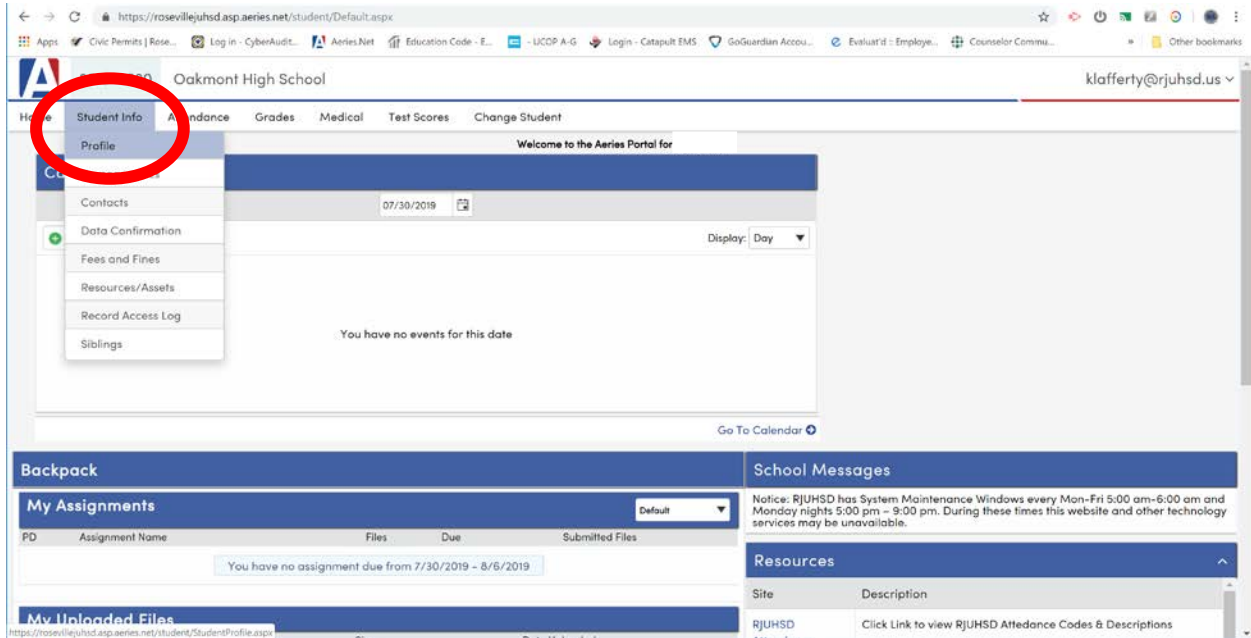 https://rosevillejuhsd.asp.aeries.net/student/Default.aspx
Apps Civic Permits | Rose... Log in - CyberAudit... Aeries.Net Education Code - E... - UCOP A-G Login - Catapult EMS GoGuardian Accou... Evaluat'd :: Employe... Counselor Commu... » Other bookmarks
Oakmont High School klafferty@rjuhsd.us
Student Info Grades Medical Test Scores Change Student
Profile
Welcome to the Aeries Portal for
Contacts
07/30/2019
Data Confirmation
Display: Day
Fees and Fines
Resources/Assets
Record Access Log
You have no events for this date
Siblings
Go To Calendar
Backpack
School Messages
My Assignments Default
Notice: RJUHSD has System Maintenance Windows every Mon-Fri 5:00 am-6:00 am and
Monday nights 5:00 pm – 9:00 pm. During these times this website and other technology
services may be unavailable.
PD Assignment Name Files Due Submitted Files
You have no assignment due from 7/30/2019 - 8/6/2019
Resources
Site Description
My Uploaded Files
RJUHSD Click Link to view RJUHSD Attedance Codes & Descriptions
https://rosevillejuhsd.asp.aeries.net/student/StudentProfile.aspx